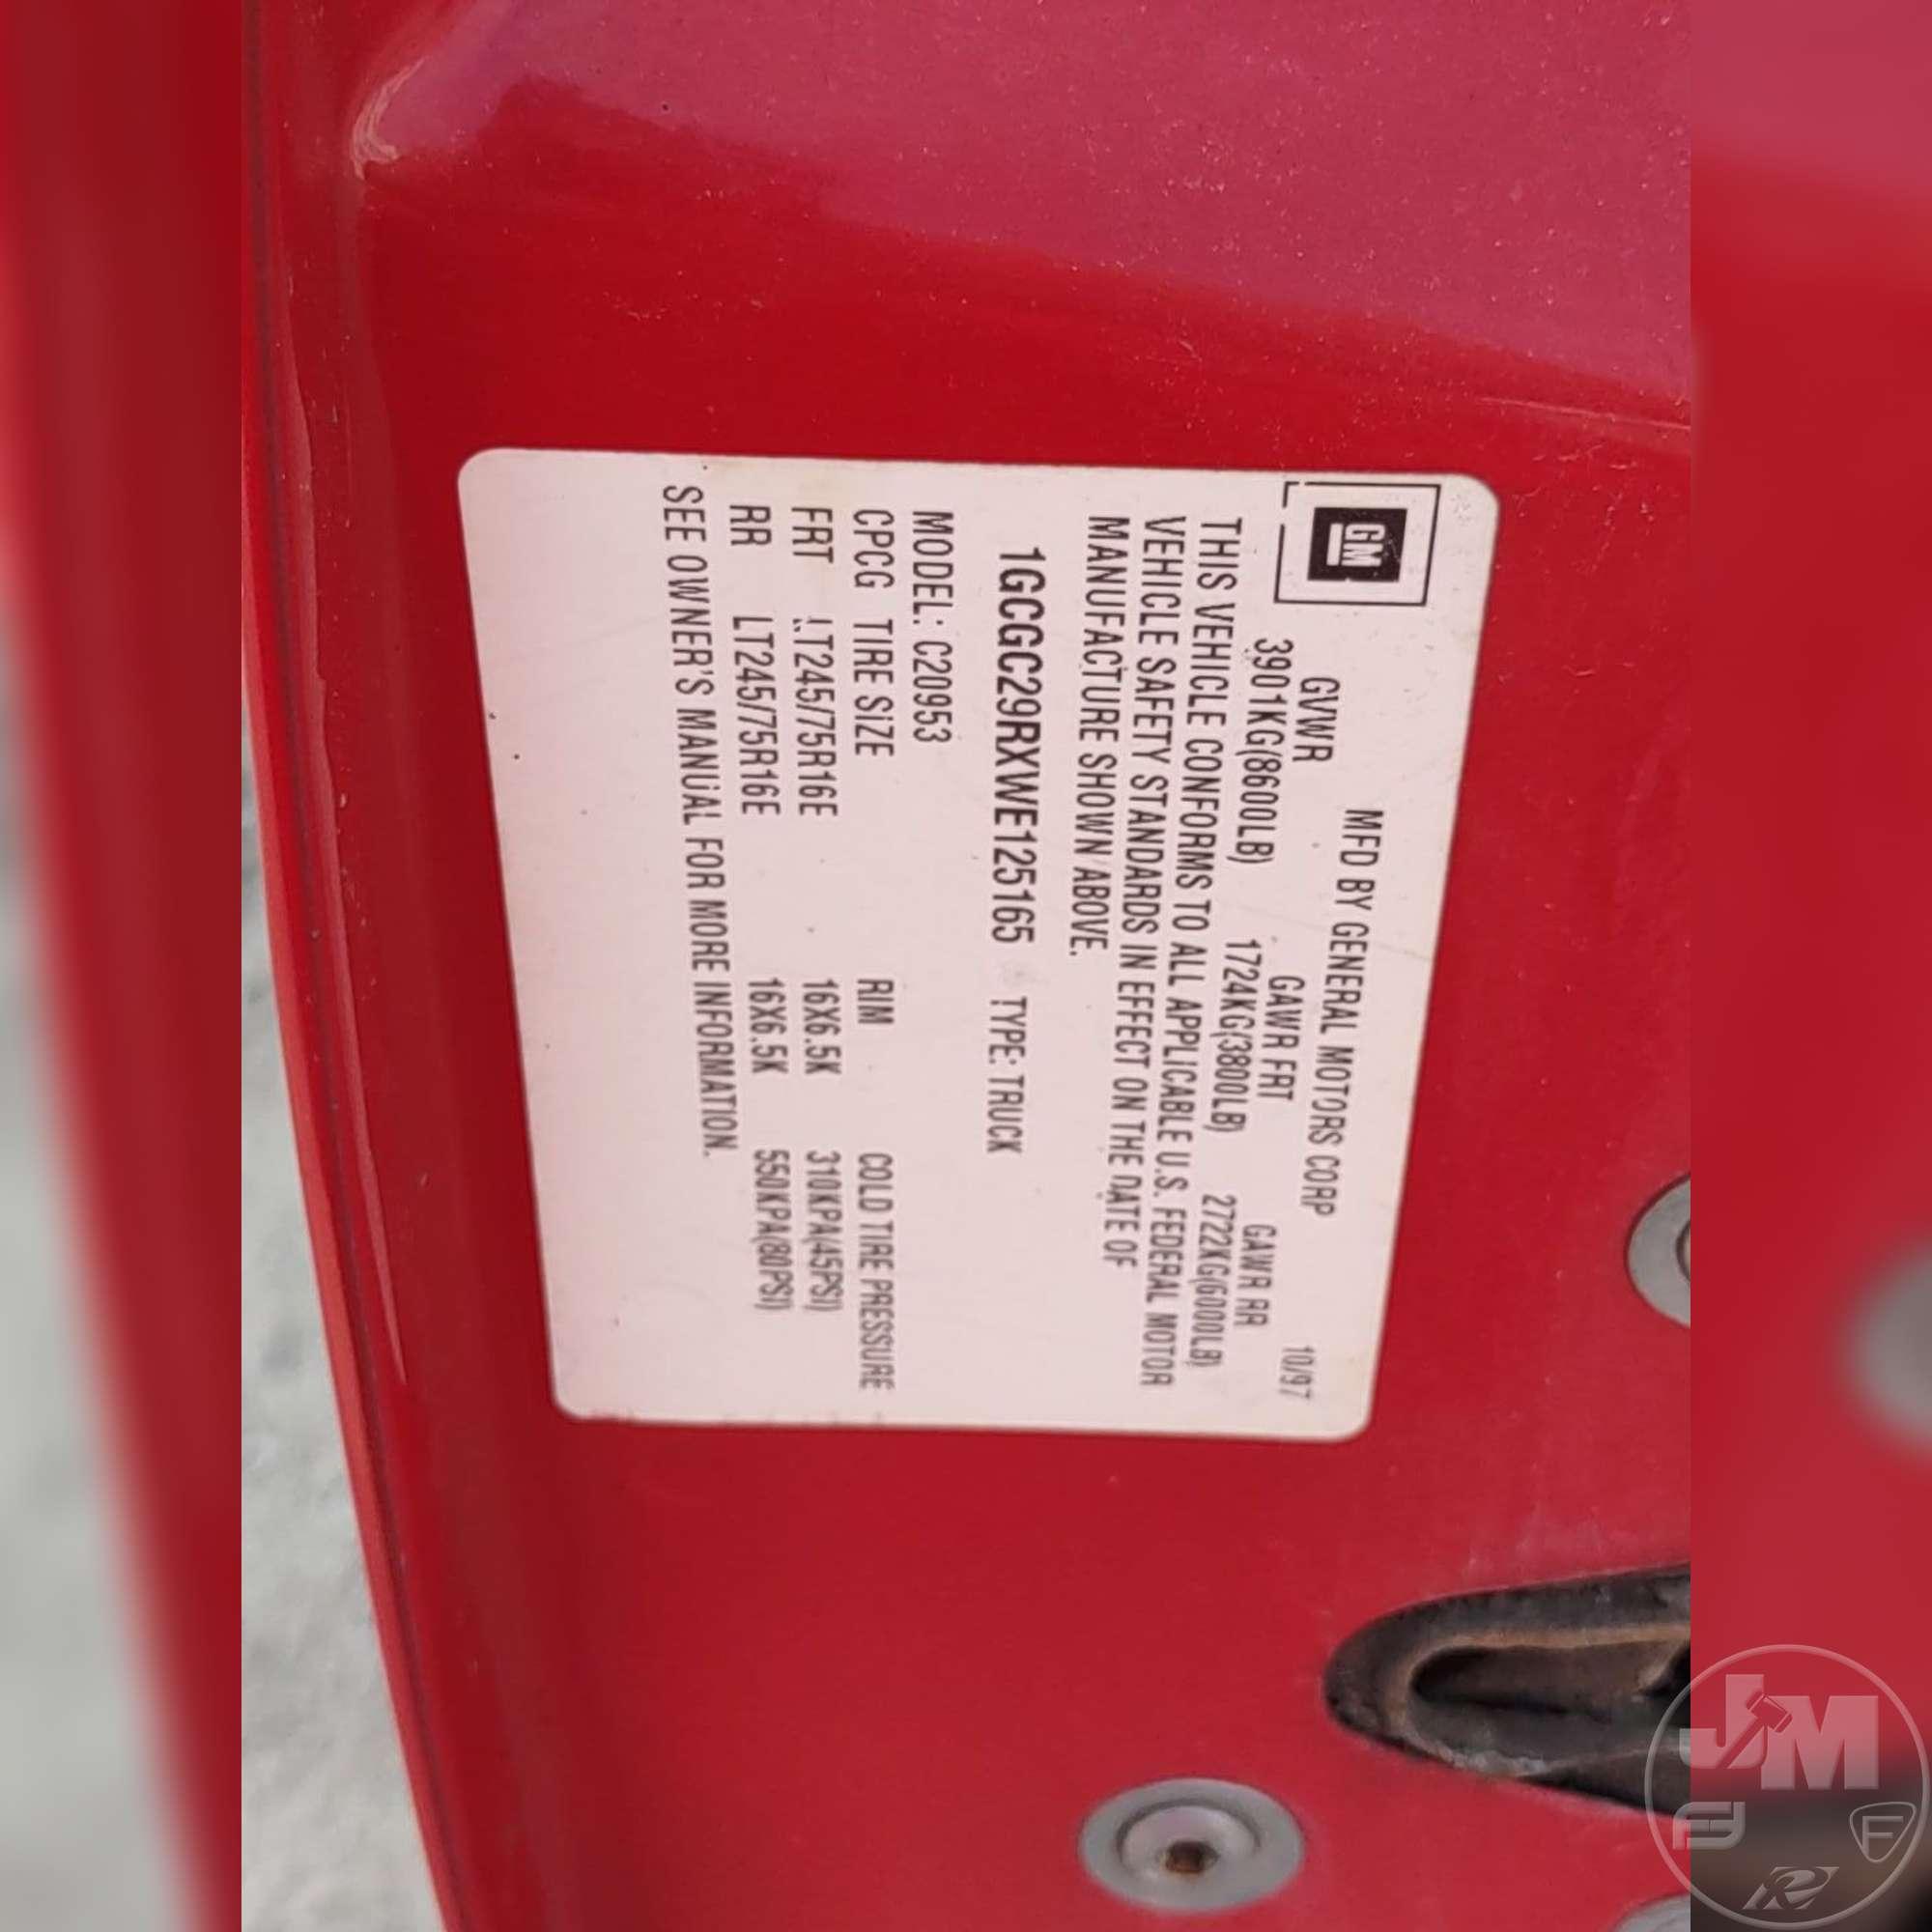 GM
MFD BY GENERAL MOTORS CORP 10/97
GVWR GAWR FRT GAWR RR
3901KG(8600LB) 1724KG(3800LB) 2722KG(6000LB)
THIS VEHICLE CONFORMS TO ALL APPLICABLE U.S. FEDERAL MOTOR
VEHICLE SAFETY STANDARDS IN EFFECT ON THE DATE OF
MANUFACTURE SHOWN ABOVE.
1GCGC29RXWE125165 TYPE: TRUCK
MODEL: C20953
CPCG TIRE SIZE RIM COLD TIRE PRESSURE
FRT LT245/75R16E 16X6.5K 310KPA(45PSI)
RR LT245/75R16E 16X6.5K 550KPA(80PSI)
SEE OWNER'S MANUAL FOR MORE INFORMATION.
JM
F